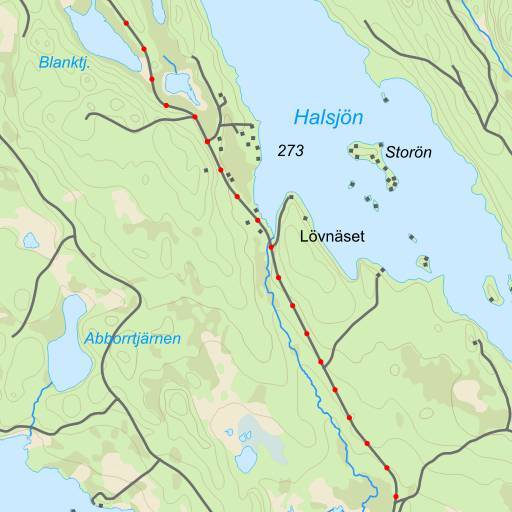 Blanktj.
Halsjön
273
Storön
Lövnäset
Abborrtjärnen